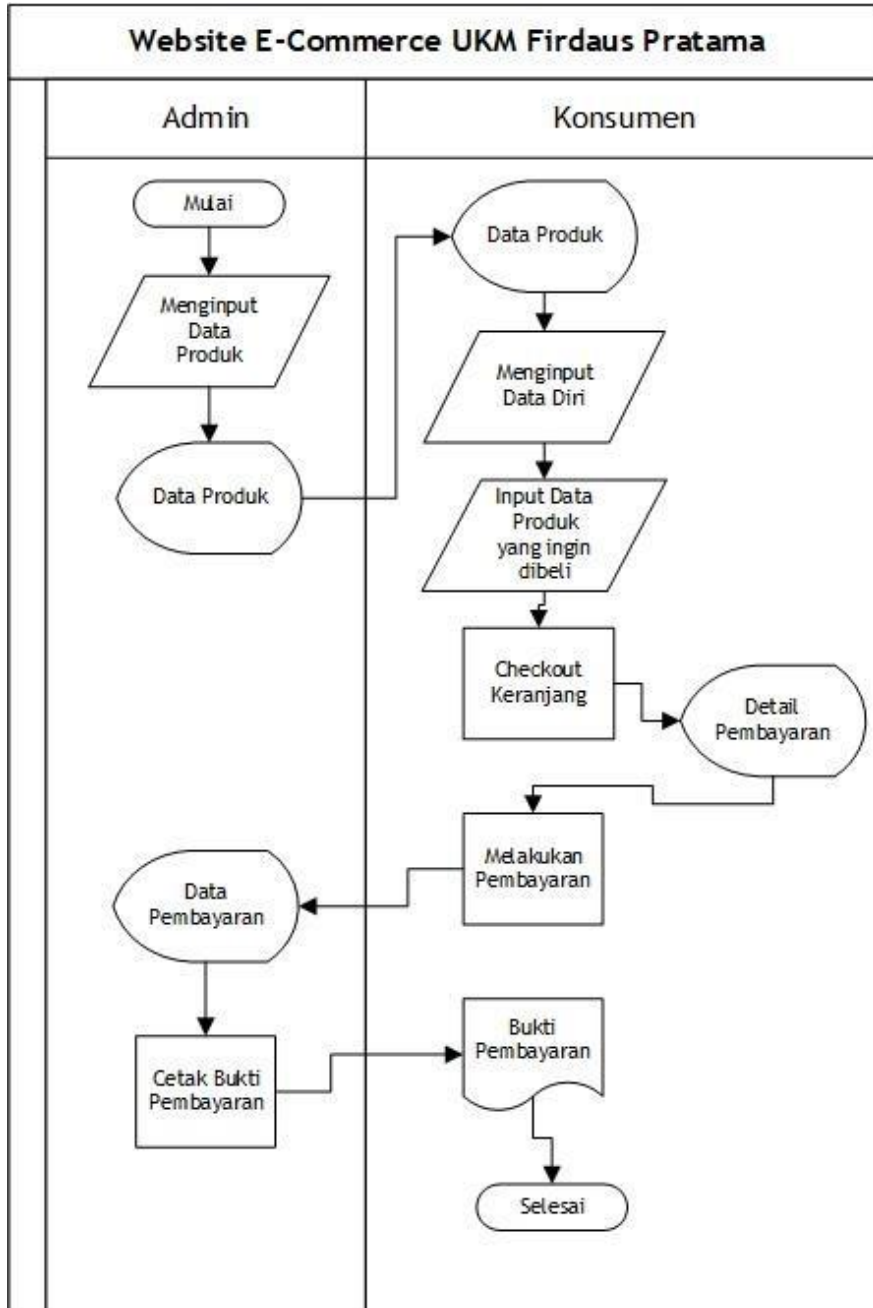 Website E-Commerce UKM Firdaus Pratama
Admin
Konsumen
Mulai
Menginput
Data
Produk
Data Produk
Data Produk
Menginput
Data Diri
Input Data
Produk
yang ingin
dibeli
Checkout
Keranjang
Detail
Pembayaran
Melakukan
Pembayaran
Data
Pembayaran
Cetak Bukti
Pembayaran
Bukti
Pembayaran
Selesai